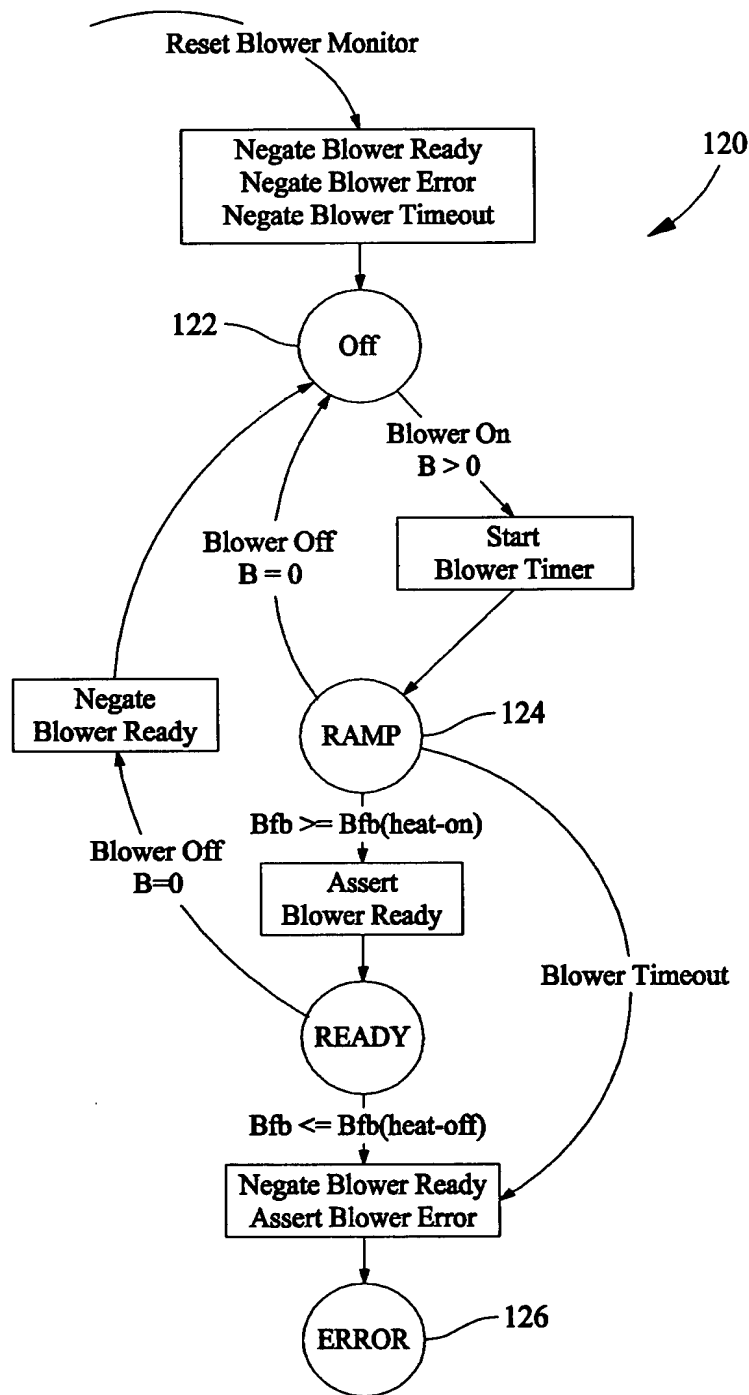 Reset Blower Monitor
Negate Blower Ready
Negate Blower Error
Negate Blower Timeout
120
122
Off
Blower On
B > 0
Blower Off
B = 0
Start
Blower Timer
Negate
Blower Ready
RAMP
124
Bfb >= Bfb(heat-on)
Blower Off
B=0
Assert
Blower Ready
Blower Timeout
READY
Bfb <= Bfb(heat-off)
Negate Blower Ready
Assert Blower Error
ERROR
126